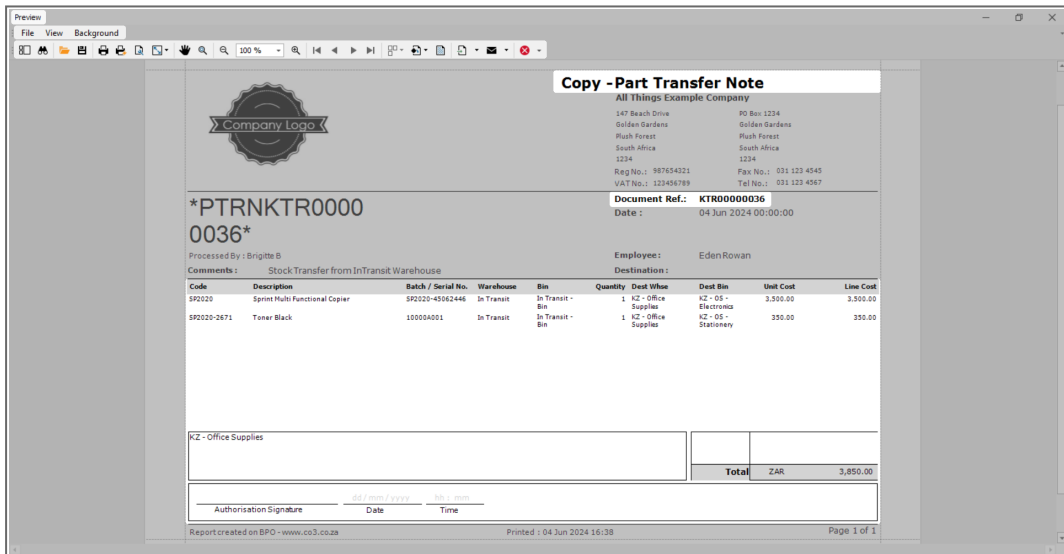 Preview
File View Background
100 %
Copy -Part Transfer Note
Company Logo
All Things Example Company
147 Beach Drive PO Box 1234
Golden Gardens Golden Gardens
Plush Forest Plush Forest
South Africa South Africa
1234 1234
Reg No.: 987654321 Fax No.: 031 123 4545
VAT No.: 123456789 Tel No.: 031 123 4567
*PTRNKTR0000
0036*
Document Ref.: KTR00000036
Date : 04 Jun 2024 00:00:00
Processed By : Brigitte B Employee : Eden Rowan
Comments : Stock Transfer from InTransit Warehouse Destination :
Code Description Batch / Serial No. Warehouse Bin Quantity Dest Whse Dest Bin Unit Cost Line Cost
SP2020 Sprint Multi Functional Copier SP2020-45062446 In Transit In Transit - 1 KZ - Office KZ - OS - 3,500.00 3,500.00
Bin Supplies Electronics
SP2020-2671 Toner Black 10000A001 In Transit In Transit - 1 KZ - Office KZ - OS - 350.00 350.00
Bin Supplies Stationery
KZ - Office Supplies
Total ZAR 3,850.00
dd / mm / yyyy hh : mm
Authorisation Signature Date Time
Report created on BPO - www.co3.co.za Printed : 04 Jun 2024 16:38 Page 1 of 1